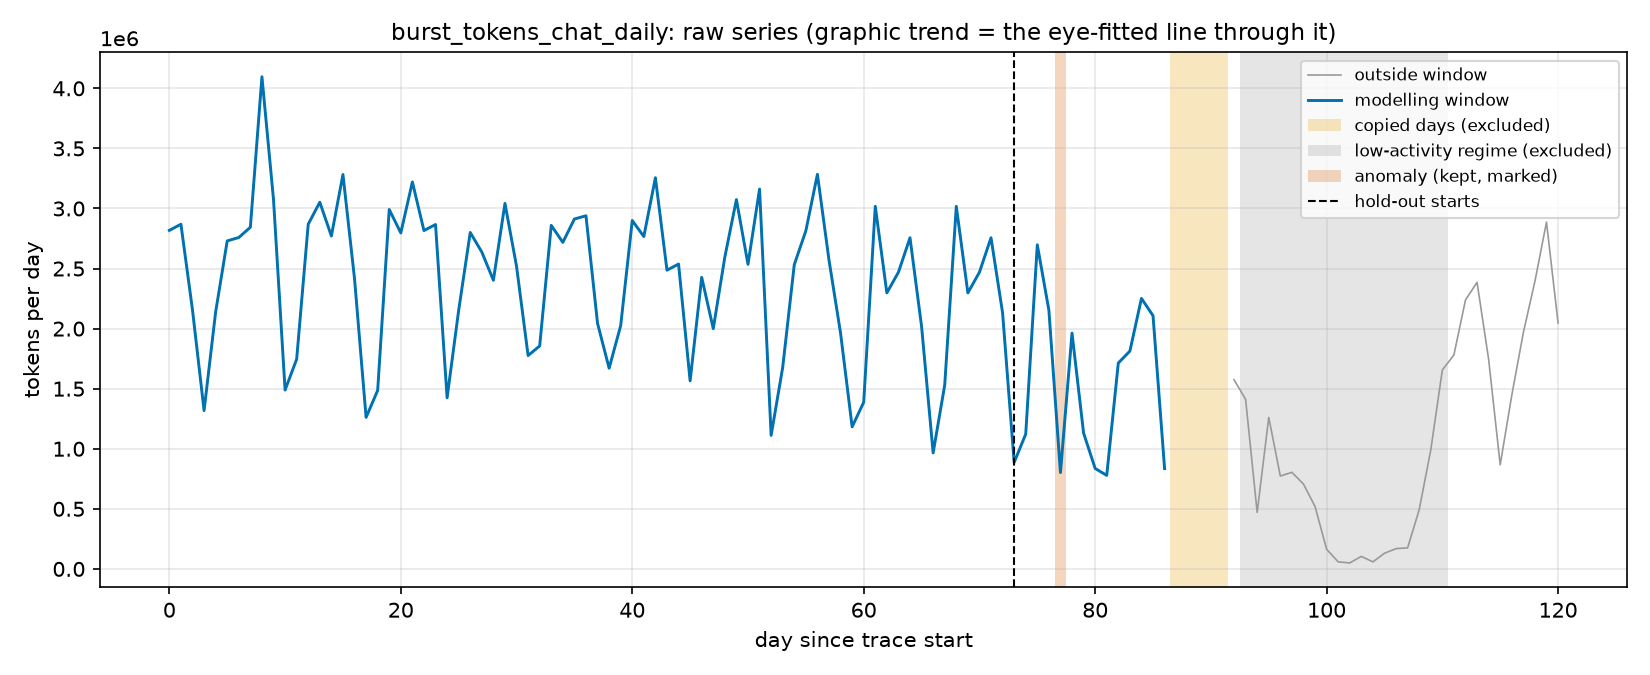 burst_tokens_chat_daily: raw series (graphic trend = the eye-fitted line through it)
1e6
4.0
3.5
3.0
2.5
2.0
1.5
1.0
0.5
0.0
tokens per day
outside window
modelling window
copied days (excluded)
low-activity regime (excluded)
anomaly (kept, marked)
hold-out starts
0 20 40 60 80 100 120
day since trace start